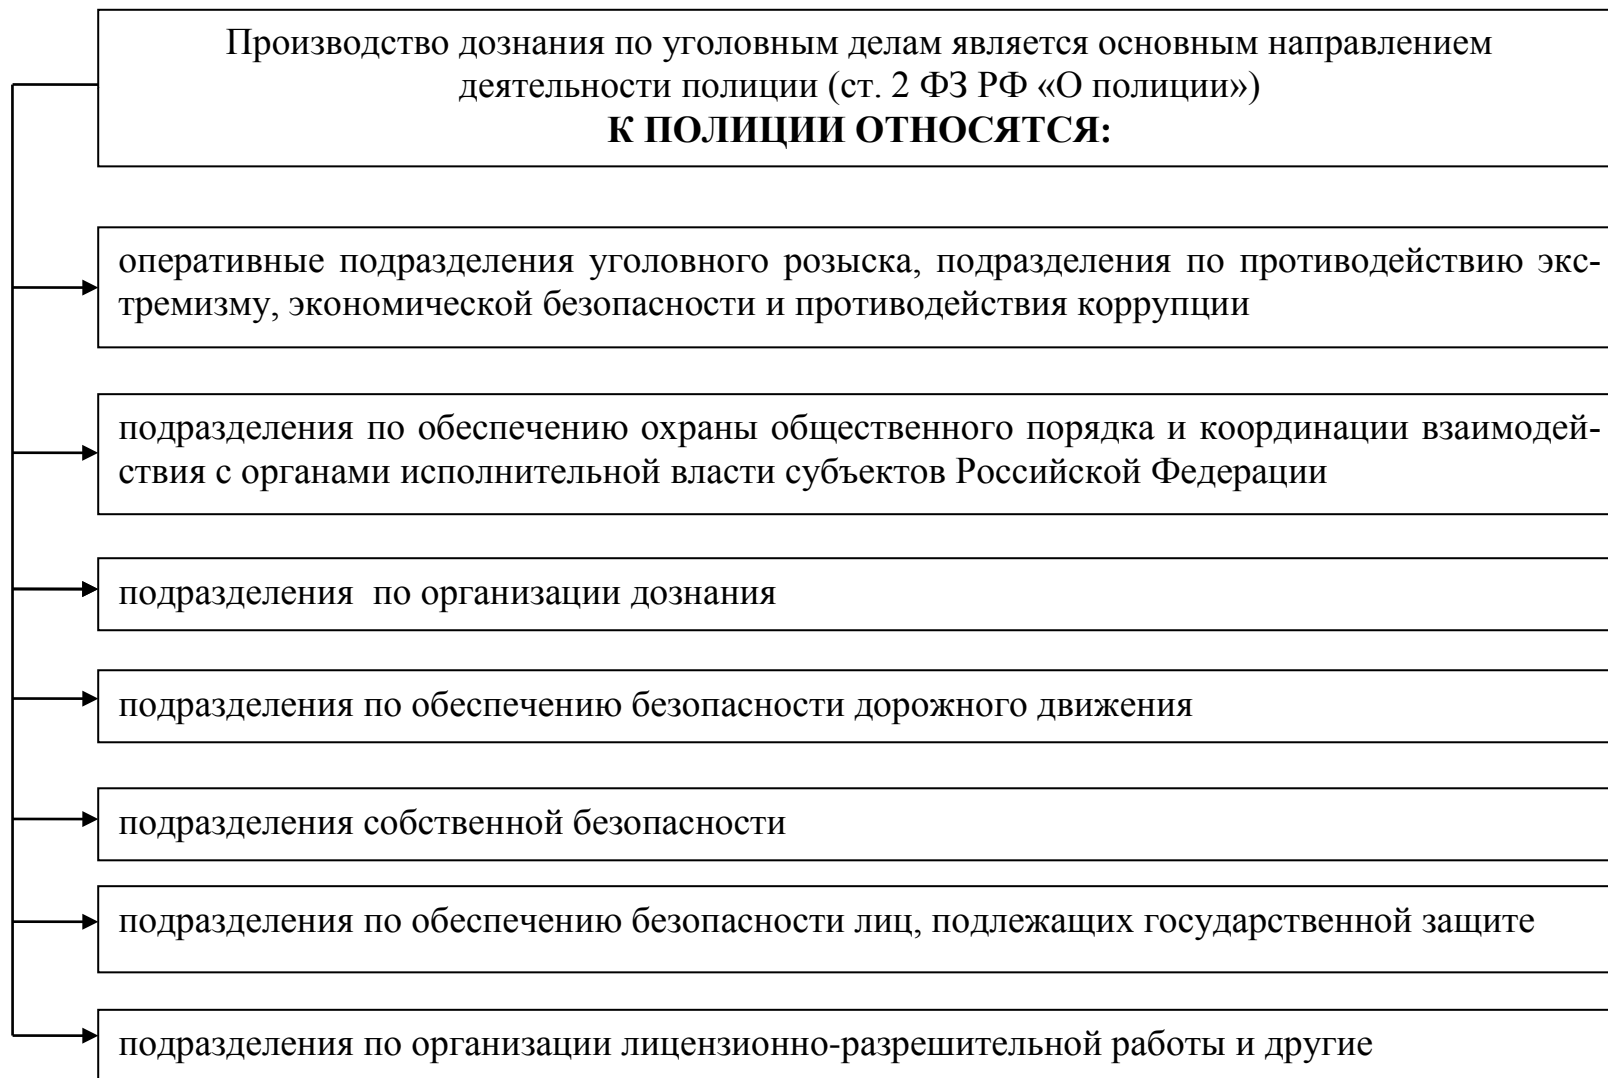 Производство дознания по уголовным делам является основным направлением
деятельности полиции (ст. 2 ФЗ РФ «О полиции»)
К ПОЛИЦИИ ОТНОСЯТСЯ:
оперативные подразделения уголовного розыска, подразделения по противодействию экс-
тремизму, экономической безопасности и противодействия коррупции
подразделения по обеспечению охраны общественного порядка и координации взаимодей-
ствия с органами исполнительной власти субъектов Российской Федерации
подразделения по организации дознания
подразделения по обеспечению безопасности дорожного движения
подразделения собственной безопасности
подразделения по обеспечению безопасности лиц, подлежащих государственной защите
подразделения по организации лицензионно-разрешительной работы и другие